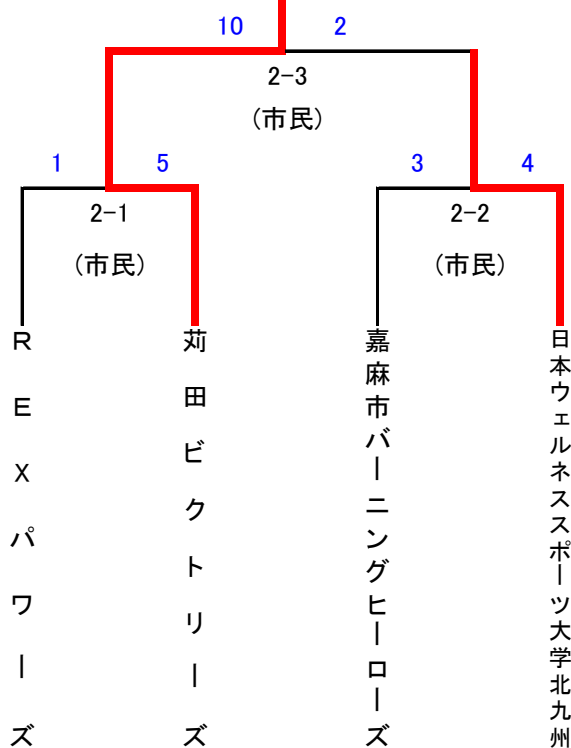 10 2
2-3
(市民)
1 5 3 4
2-1 2-2
(市民) (市民)
REXパワーズ
苅田ビクトリーズ
嘉麻市バーニングヒーローズ
日本ウェルネススポーツ大学北九州